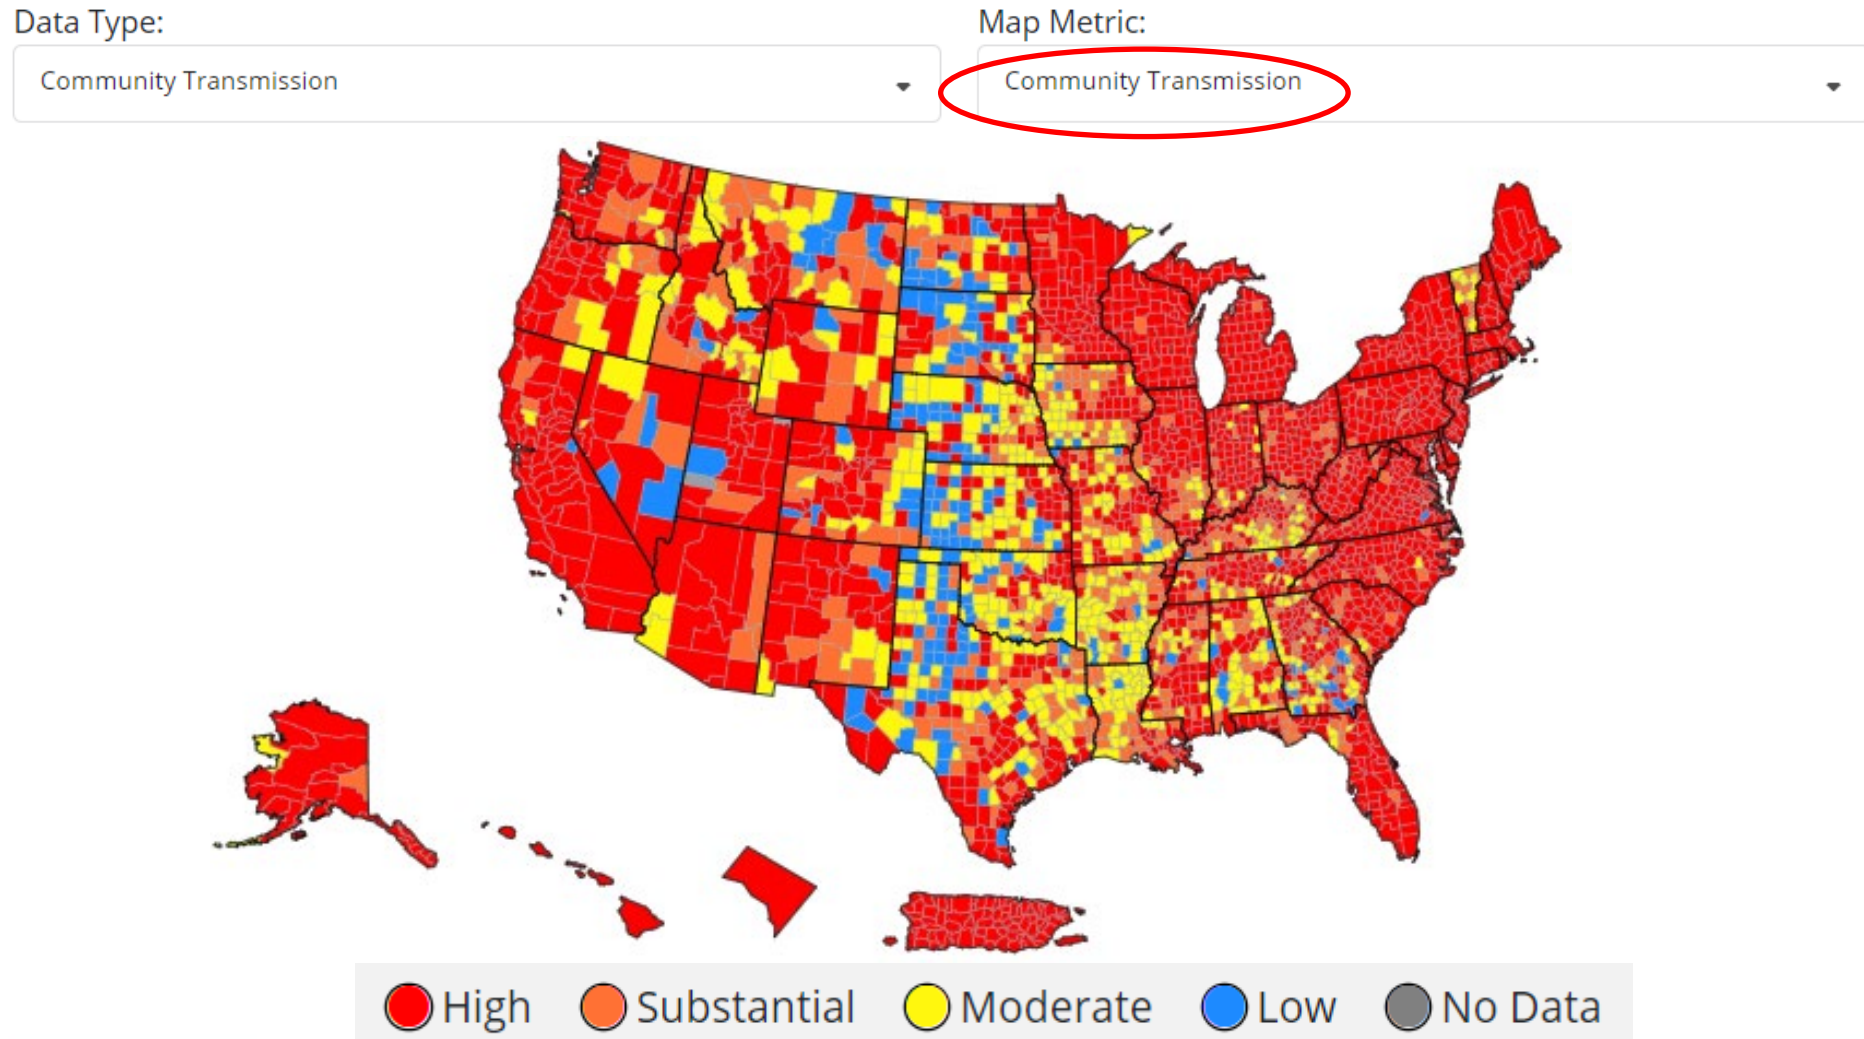 Data Type:
Map Metric:
Community Transmission
Community Transmission
High
Substantial
Moderate
Low
No Data